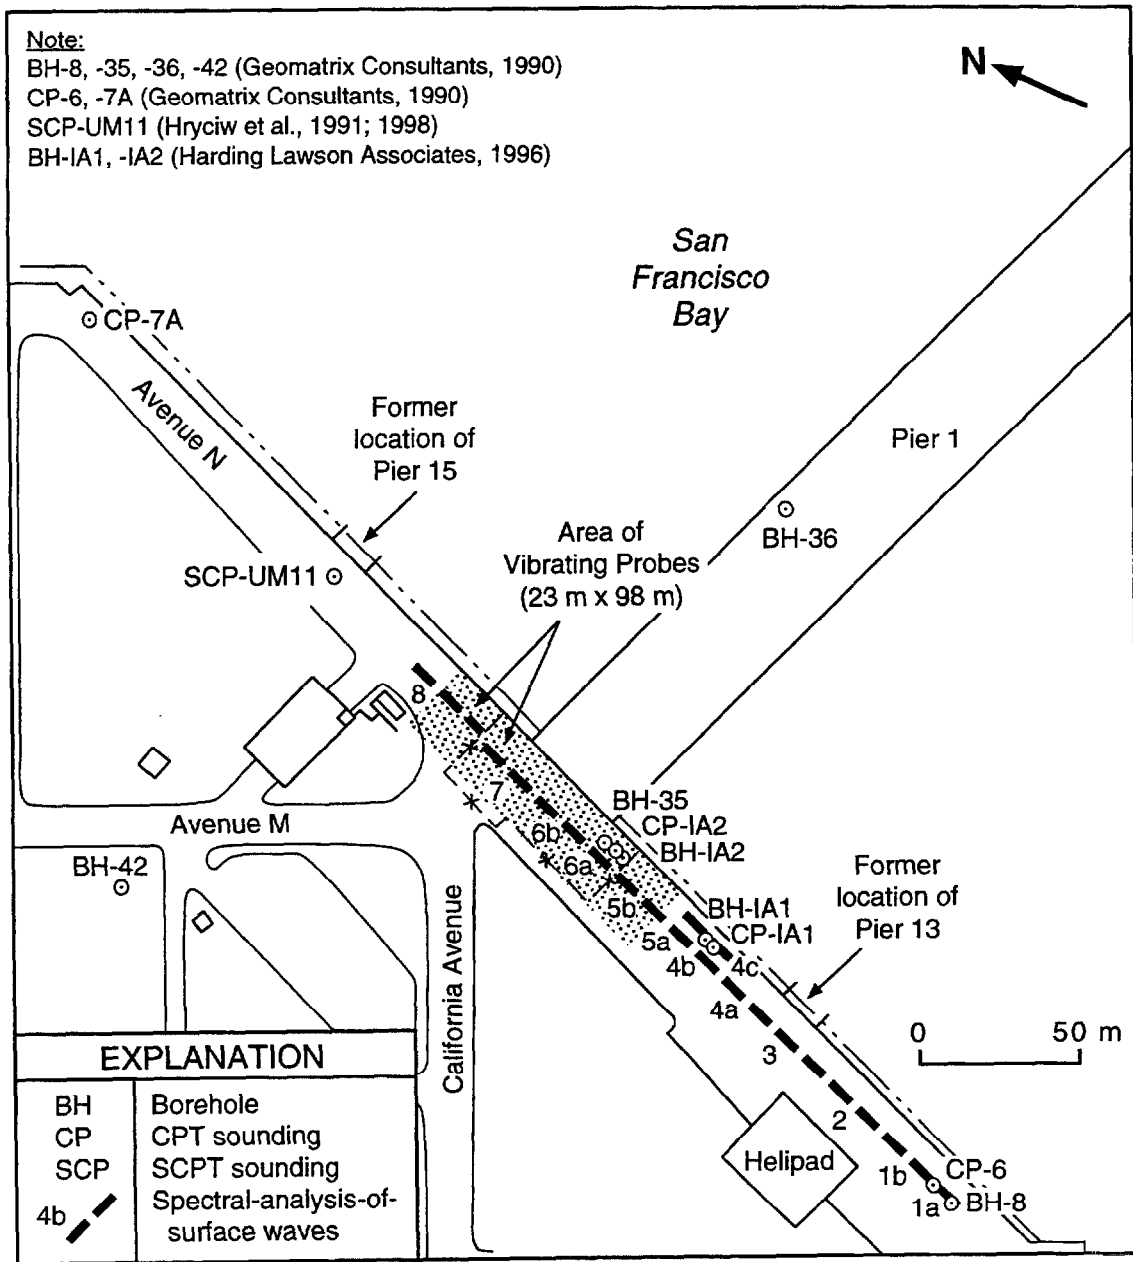 Note:
BH-8, -35, -36, -42 (Geomatrix Consultants, 1990)
CP-6, -7A (Geomatrix Consultants, 1990)
SCP-UM11 (Hryciw et al., 1991; 1998)
BH-IA1, -IA2 (Harding Lawson Associates, 1996)
N
San
Francisco
Bay
CP-7A
Avenue N
Former
location of
Pier 15
Pier 1
BH-36
Area of
Vibrating Probes
(23 m x 98 m)
SCP-UM11
8
7
6b
6a
5b
5a
4b
4a
4c
3
2
1b
1a
BH-35
CP-IA2
BH-IA2
BH-IA1
CP-IA1
Former
location of
Pier 13
Avenue M
BH-42
California Avenue
0 50 m
Helipad
CP-6
BH-8
EXPLANATION
BH Borehole
CP CPT sounding
SCP SCPT sounding
4b Spectral-analysis-of-
surface waves